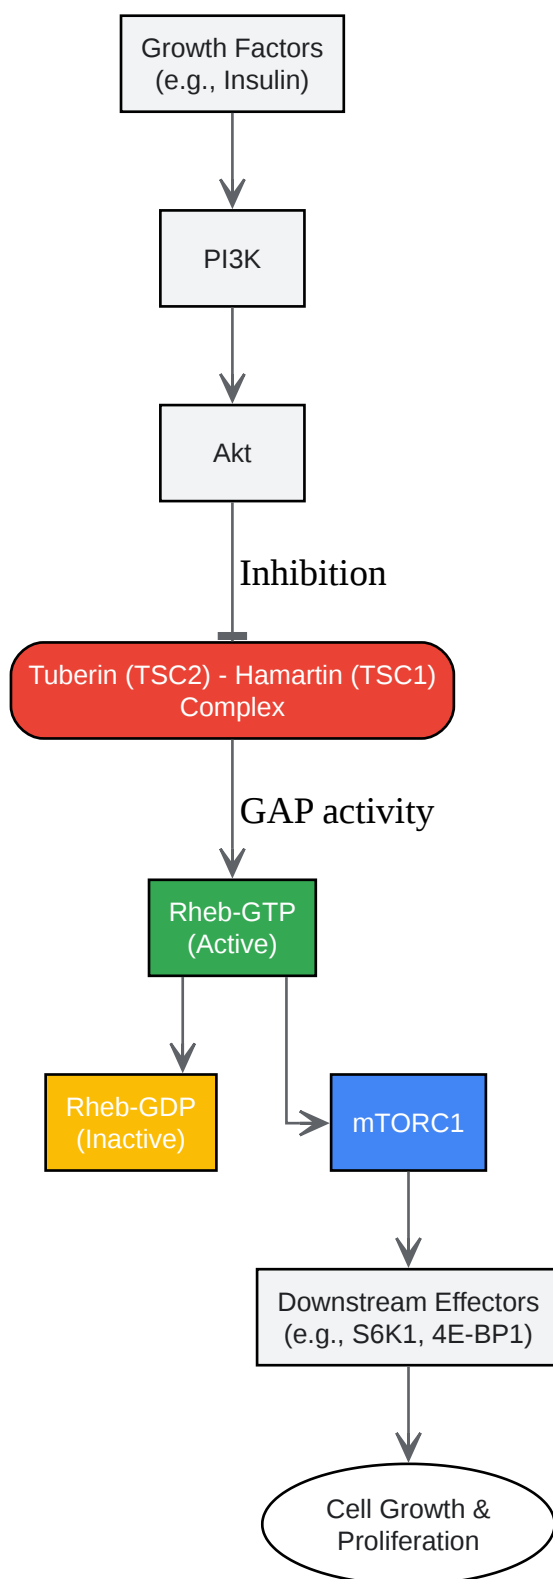 Growth Factors
(e.g., Insulin)
PI3K
Akt
Inhibition
Tuberin (TSC2) - Hamartin (TSC1)
Complex
GAP activity
Rheb-GTP
(Active)
Rheb-GDP
(Inactive)
mTORC1
Downstream Effectors
(e.g., S6K1, 4E-BP1)
Cell Growth &
Proliferation